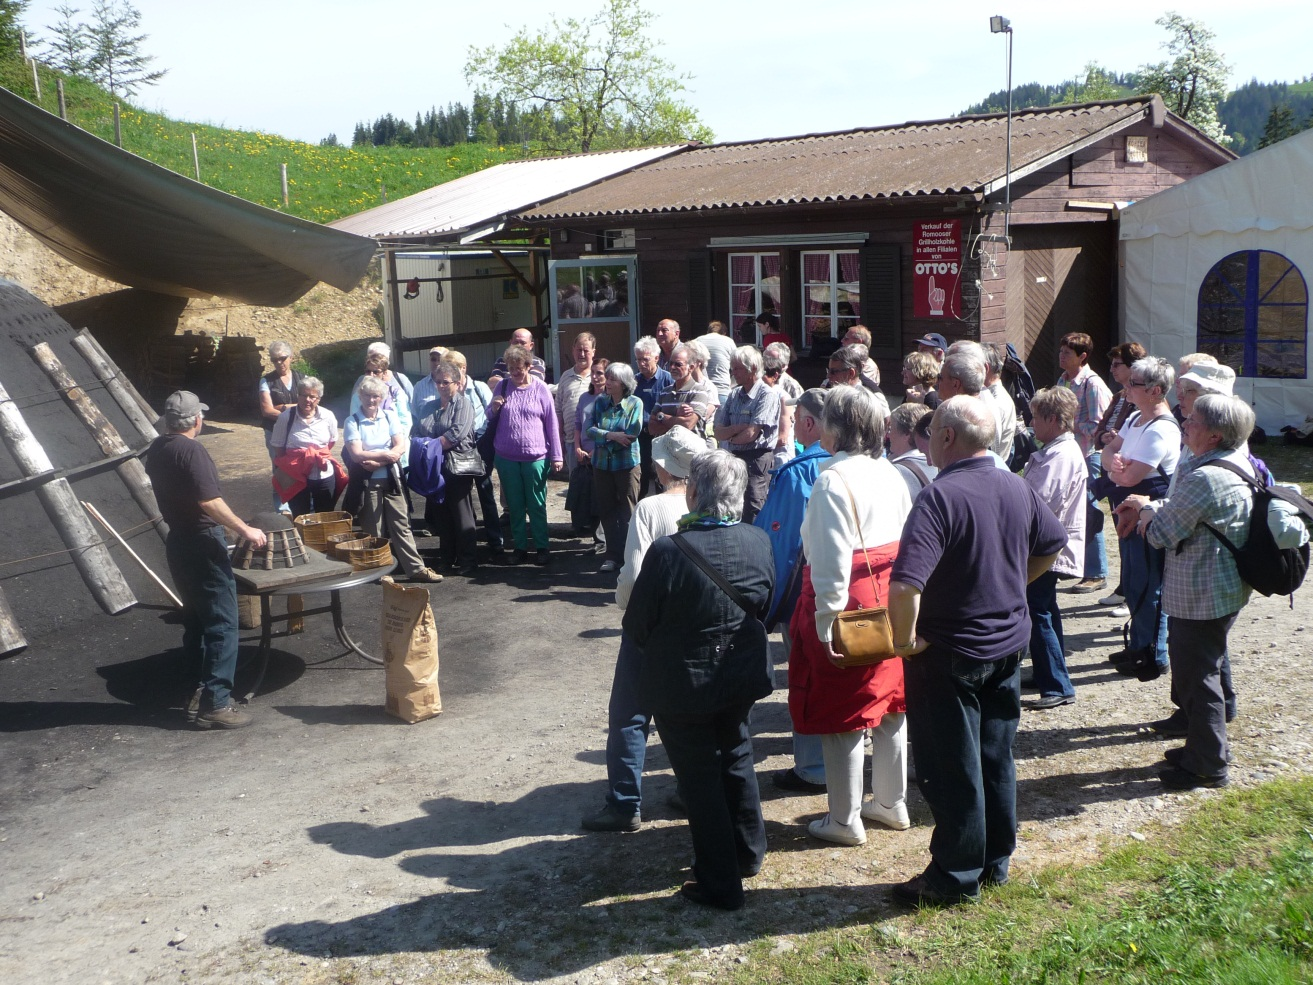 Verkauf der
Romooser
Grillholzkohle
in allen Filialen
von
OTTO'S